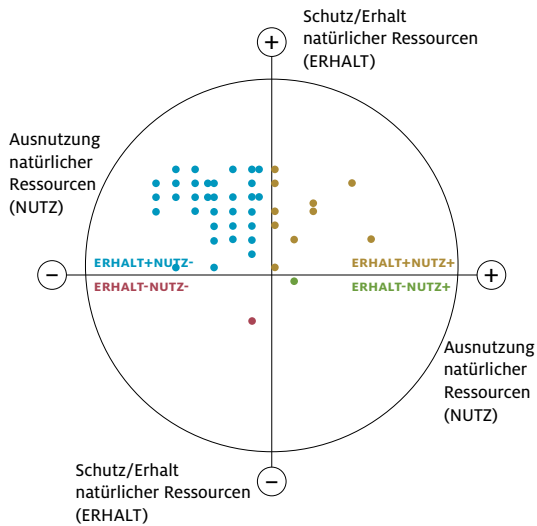 Schutz/Erhalt
natürlicher Ressourcen
(ERHALT)
+
Ausnutzung
natürlicher
Ressourcen
(NUTZ)
ERHALT+NUTZ-
ERHALT+NUTZ+
−
+
ERHALT-NUTZ-
ERHALT-NUTZ+
Ausnutzung
natürlicher
Ressourcen
(NUTZ)
Schutz/Erhalt
natürlicher Ressourcen
(ERHALT)
−